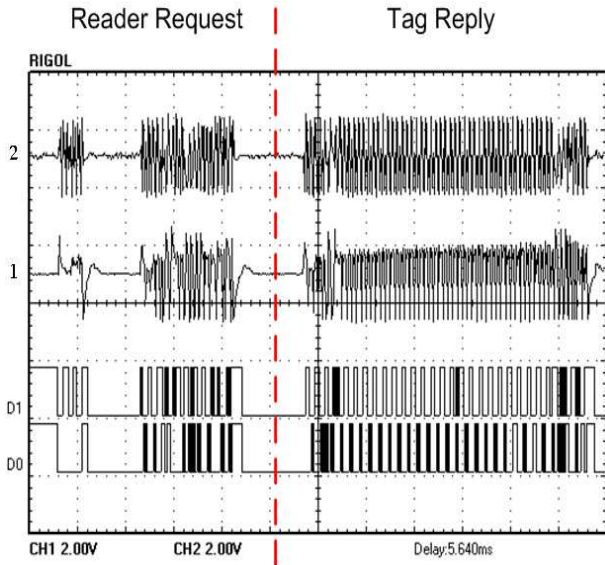 Reader Request Tag Reply
RIGOL
2
1
D1
D0
CH1 2.00V CH2 2.00V Delay:5.640ms